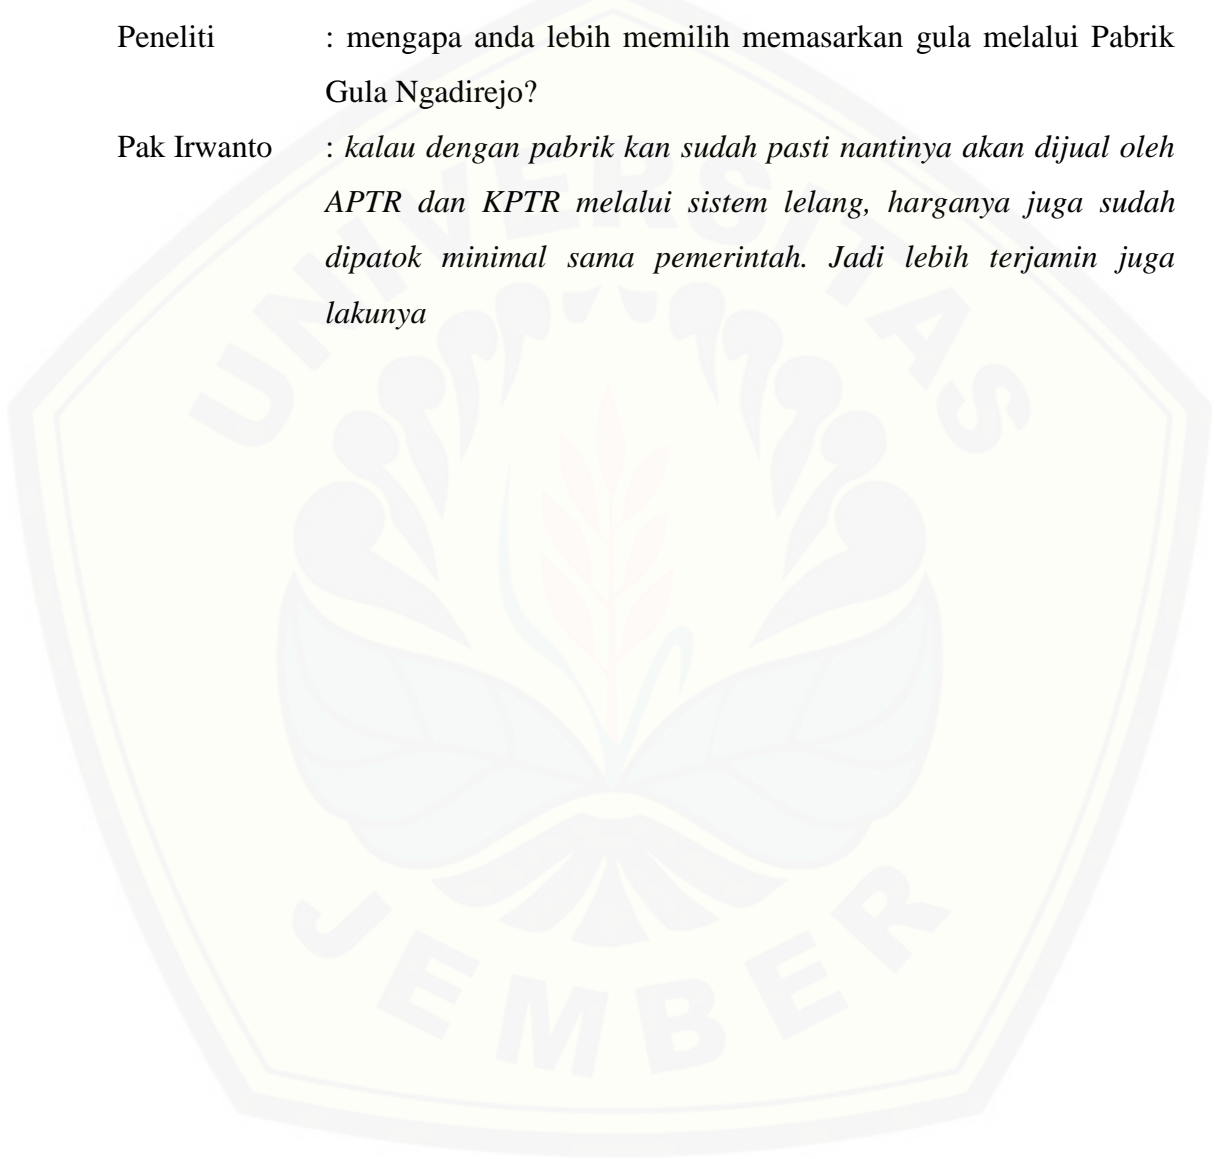 Peneliti : mengapa anda lebih memilih memasarkan gula melalui Pabrik
Gula Ngadirejo?
Pak Irwanto : kalau dengan pabrik kan sudah pasti nantinya akan dijual oleh
APTR dan KPTR melalui sistem lelang, harganya juga sudah
dipatok minimal sama pemerintah. Jadi lebih terjamin juga
lakunya
UNIVERSITAS
JEMBER